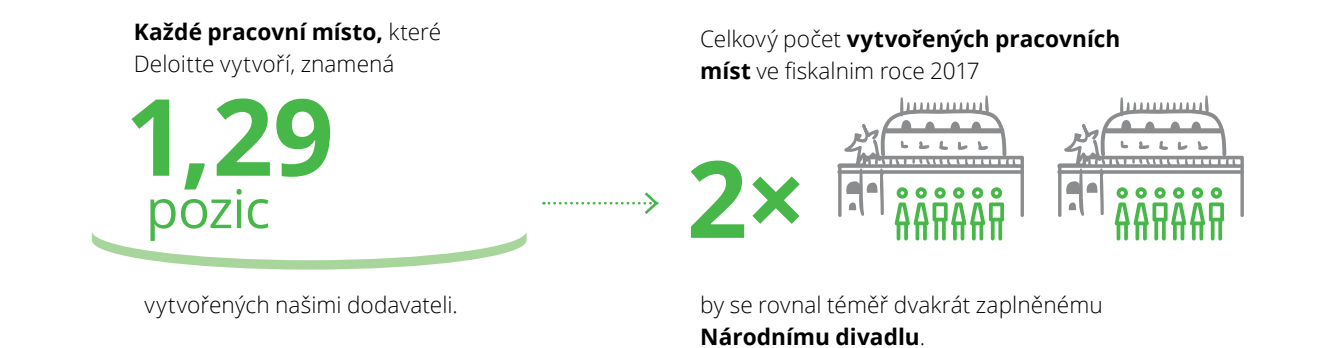 Každé pracovní místo, které
Deloitte vytvoří, znamená
1,29
pozic
vytvořených našimi dodavateli.
Celkový počet vytvořených pracovních
míst ve fiskalnim roce 2017
2×
by se rovnal téměř dvakrát zaplněnému
Národnímu divadlu.